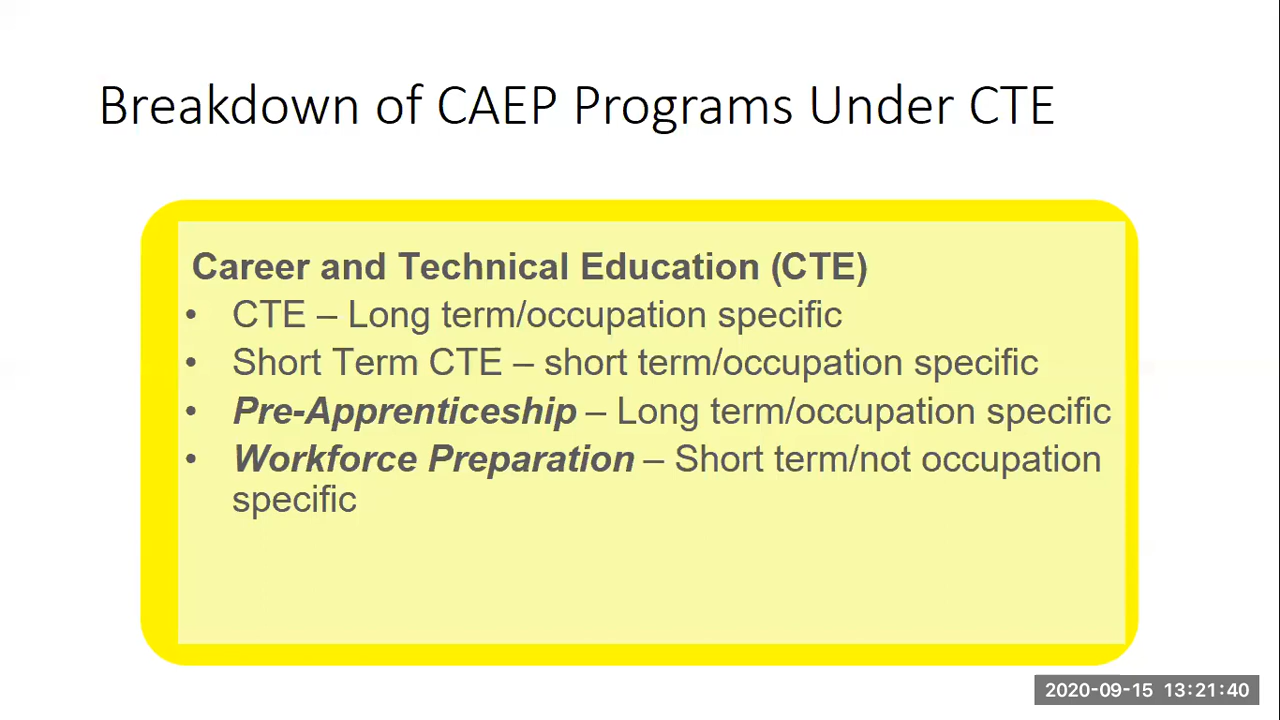 Breakdown of CAEP Programs Under CTE
Career and Technical Education (CTE)
• CTE – Long term/occupation specific
• Short Term CTE – short term/occupation specific
• Pre-Apprenticeship – Long term/occupation specific
• Workforce Preparation – Short term/not occupation
specific
2020-09-15 13:21:40